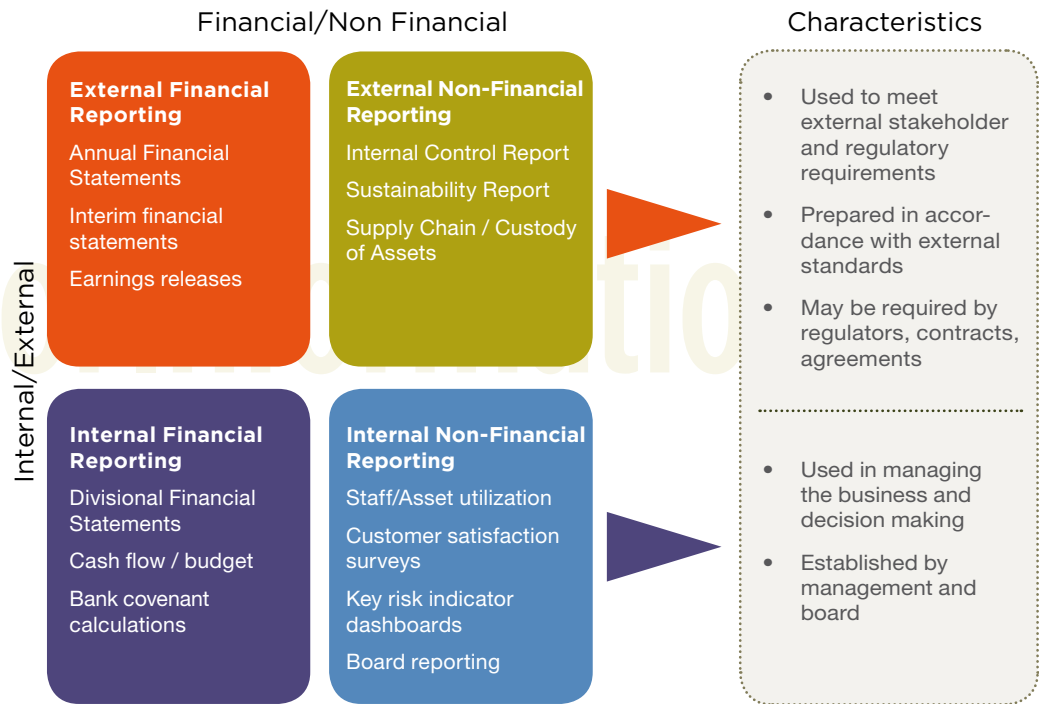 Financial/Non Financial
Characteristics
Internal/External
External Financial
Reporting
Annual Financial
Statements
Interim financial
statements
Earnings releases
External Non-Financial
Reporting
Internal Control Report
Sustainability Report
Supply Chain / Custody
of Assets
Internal Financial
Reporting
Divisional Financial
Statements
Cash flow / budget
Bank covenant
calculations
Internal Non-Financial
Reporting
Staff/Asset utilization
Customer satisfaction
surveys
Key risk indicator
dashboards
Board reporting
• Used to meet
external stakeholder
and regulatory
requirements
• Prepared in accor-
dance with external
standards
• May be required by
regulators, contracts,
agreements
• Used in managing
the business and
decision making
• Established by
management and
board